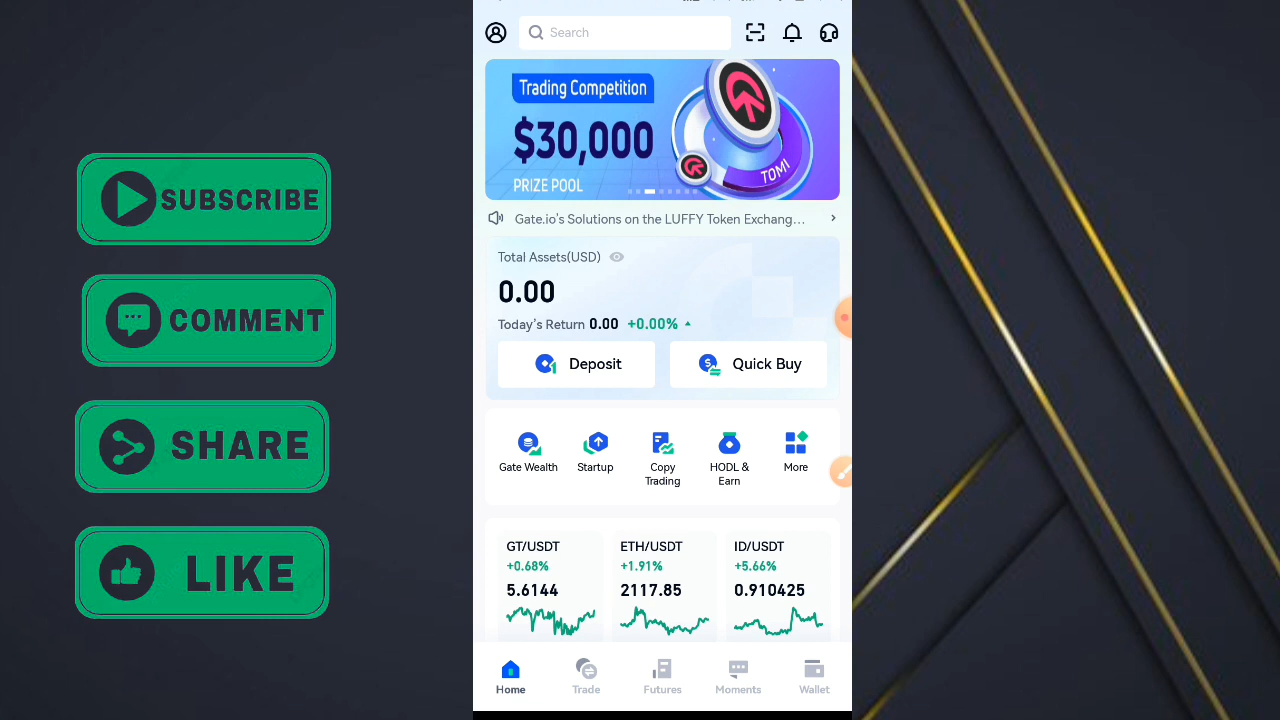 SUBSCRIBE
COMMENT
SHARE
LIKE
Search
Trading Competition
$30,000
PRIZE POOL
TOMI
Gate.io's Solutions on the LUFFY Token Exchang...
Total Assets(USD)
0.00
Today's Return 0.00 +0.00%
Deposit
Quick Buy
Gate Wealth
Startup
Copy
Trading
HODL &
Earn
More
GT/USDT
+0.68%
5.6144
ETH/USDT
+1.91%
2117.85
ID/USDT
+5.66%
0.910425
Home
Trade
Futures
Moments
Wallet